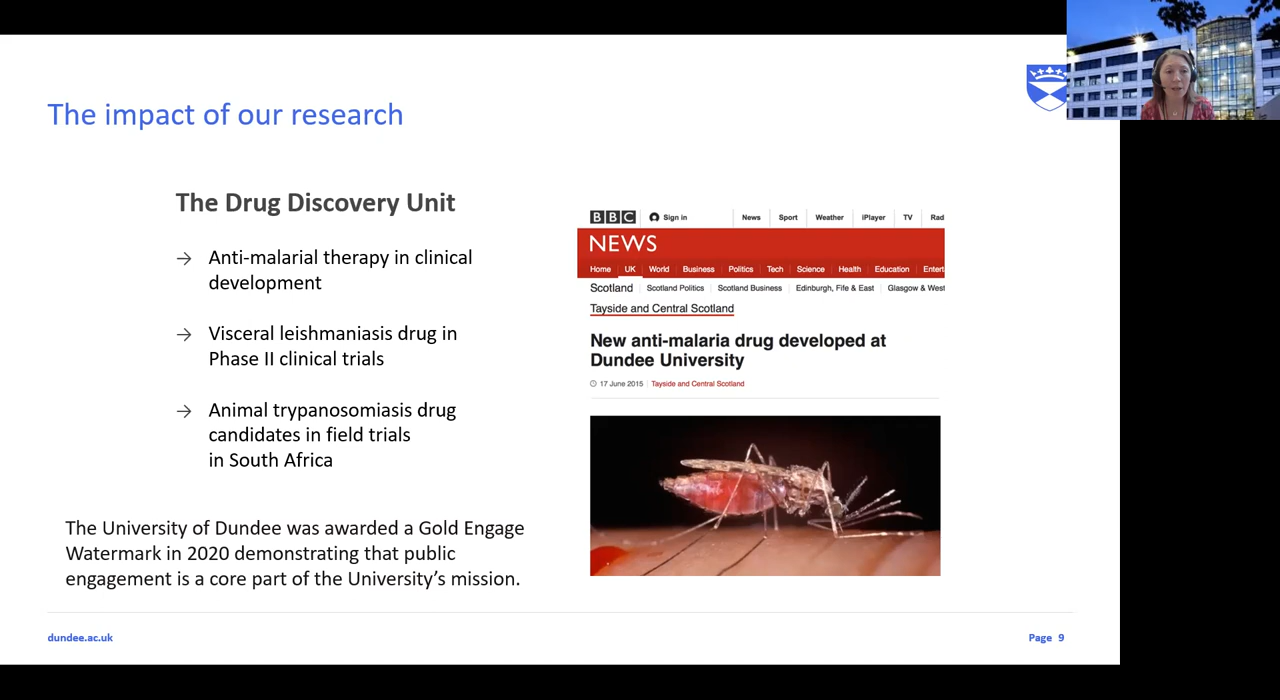 The impact of our research
The Drug Discovery Unit
→ Anti-malarial therapy in clinical
development
→ Visceral leishmaniasis drug in
Phase II clinical trials
→ Animal trypanosomiasis drug
candidates in field trials
in South Africa
The University of Dundee was awarded a Gold Engage
Watermark in 2020 demonstrating that public
engagement is a core part of the University's mission.
BBC Sign in News Sport Weather iPlayer TV Rad
NEWS
Home UK World Business Politics Tech Science Health Education Entert
Scotland Scotland Politics Scotland Business Edinburgh, Fife & East Glasgow & West
Tayside and Central Scotland
New anti-malaria drug developed at
Dundee University
17 June 2015 Tayside and Central Scotland
dundee.ac.uk
Page 9